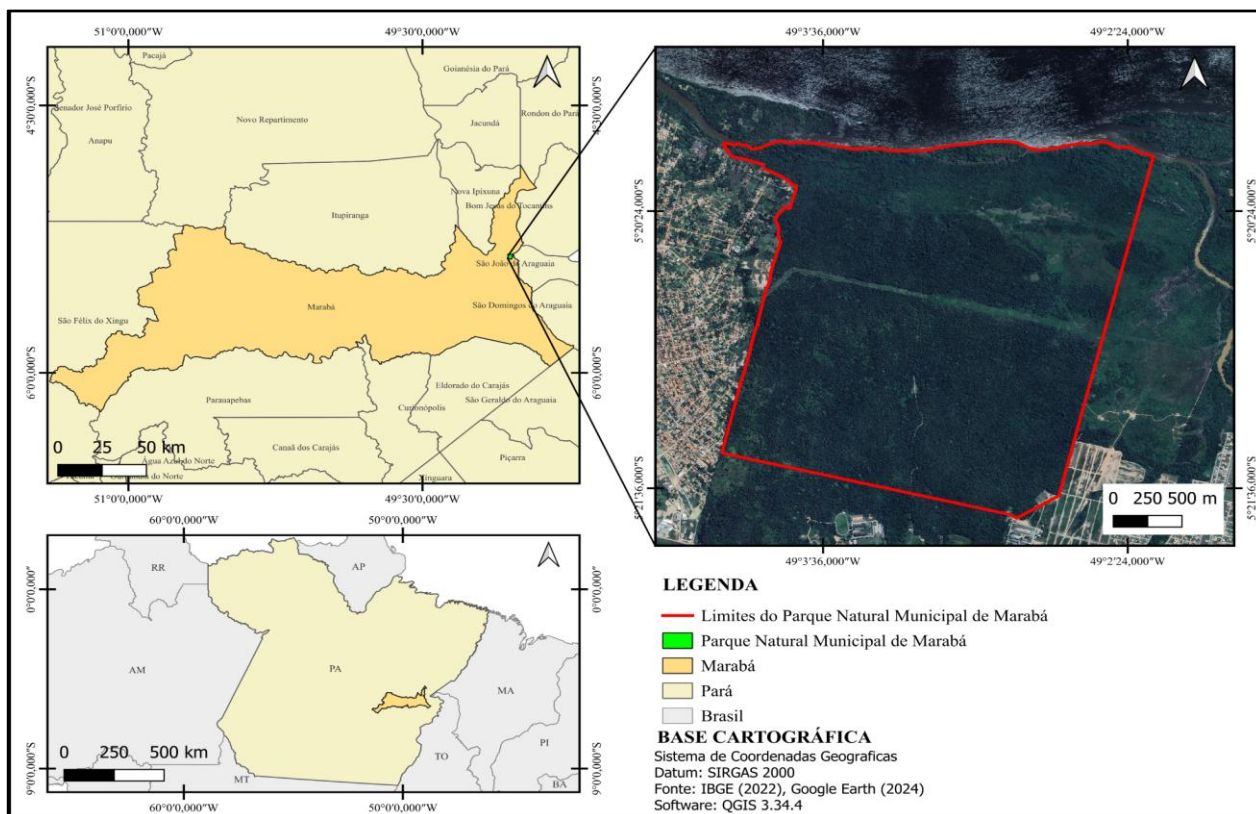 51°0'0,000"W
49°30'0,000"W
4°30'0,000"S
6°0'0,000"S
Pacajá
Goianésia do Pará
Senador José Porfírio
Anapu
Novo Repartimento
Jacundá
Rondon do Pará
4°30'0,000"S
6°0'0,000"S
Nova Ipixuna
Itupiranga
Bom Jesus do Tocantins
São João do Araguaia
Marabá
São Domingos do Araguaia
São Félix do Xingu
Eldorado do Carajás
Parauapebas
Curionópolis
São Geraldo do Araguaia
0 25 50 km
Canaã dos Carajás
Piçarra
Água Azul do Norte
Xinguara
51°0'0,000"W
49°30'0,000"W
49°3'36,000"W
49°2'24,000"W
5°20'24,000"S
5°21'36,000"S
5°20'24,000"S
5°21'36,000"S
0 250 500 m
49°3'36,000"W
49°2'24,000"W
60°0'0,000"W
50°0'0,000"W
0°0'0,000"
9°0'0,000"S
0°0'0,000"
9°0'0,000"S
RR
AP
AM
PA
MA
0 250 500 km
TO
PI
MT
BA
60°0'0,000"W
50°0'0,000"W
LEGENDA
Limites do Parque Natural Municipal de Marabá
Parque Natural Municipal de Marabá
Marabá
Pará
Brasil
BASE CARTOGRÁFICA
Sistema de Coordenadas Geograficas
Datum: SIRGAS 2000
Fonte: IBGE (2022), Google Earth (2024)
Software: QGIS 3.34.4